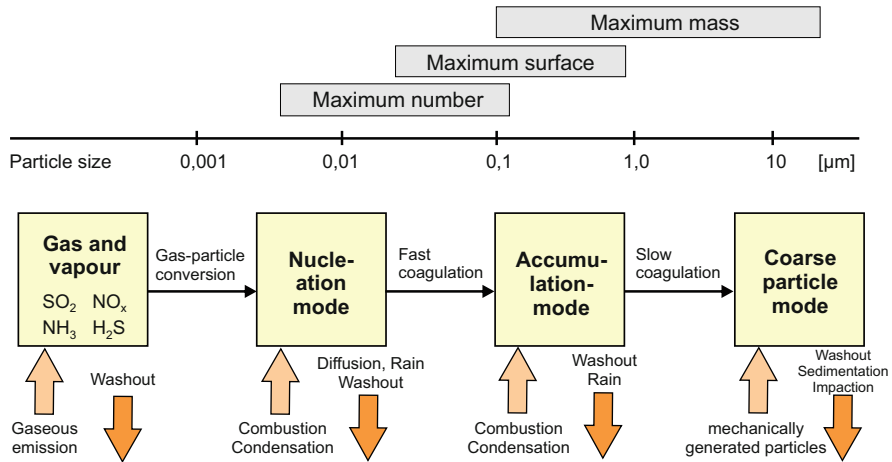 Maximum mass
Maximum surface
Maximum number
Particle size 0,001 0,01 0,1 1,0 10 [µm]
Gas and
vapour
SO₂ NOₓ
NH₃ H₂S
Gas-particle
conversion
Nucle-
ation
mode
Fast
coagulation
Accumu-
lation-
mode
Slow
coagulation
Coarse
particle
mode
Gaseous
emission
Washout
Combustion
Condensation
Diffusion, Rain
Washout
Combustion
Condensation
Washout
Rain
mechanically
generated particles
Washout
Sedimentation
Impaction